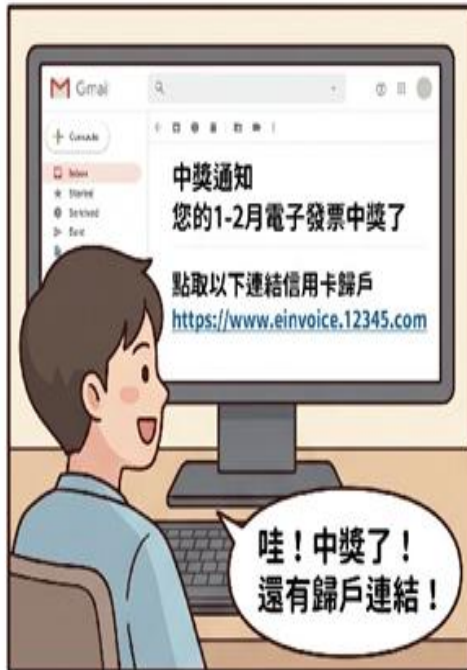 Gmail
中獎通知
您的1-2月電子發票中獎了
點取以下連結信用卡歸戶
https://www.einvoice.12345.com
哇！中獎了！
還有歸戶連結！